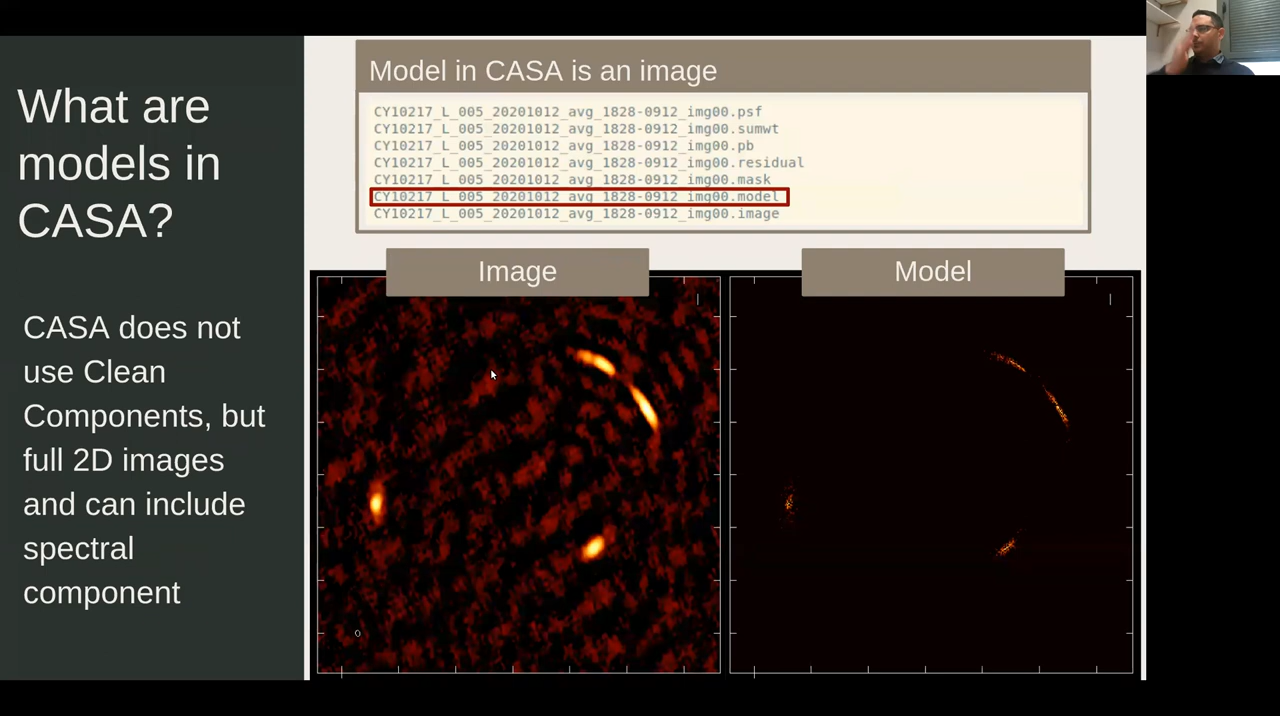 What are
models in
CASA?
CASA does not
use Clean
Components, but
full 2D images
and can include
spectral
component
Model in CASA is an image
CY10217_L_005_20201012_avg_1828-0912_img00.psf
CY10217_L_005_20201012_avg_1828-0912_img00.sumwt
CY10217_L_005_20201012_avg_1828-0912_img00.pb
CY10217_L_005_20201012_avg_1828-0912_img00.residual
CY10217_L_005_20201012_avg_1828-0912_img00.mask
CY10217_L_005_20201012_avg_1828-0912_img00.model
CY10217_L_005_20201012_avg_1828-0912_img00.image
Image
Model